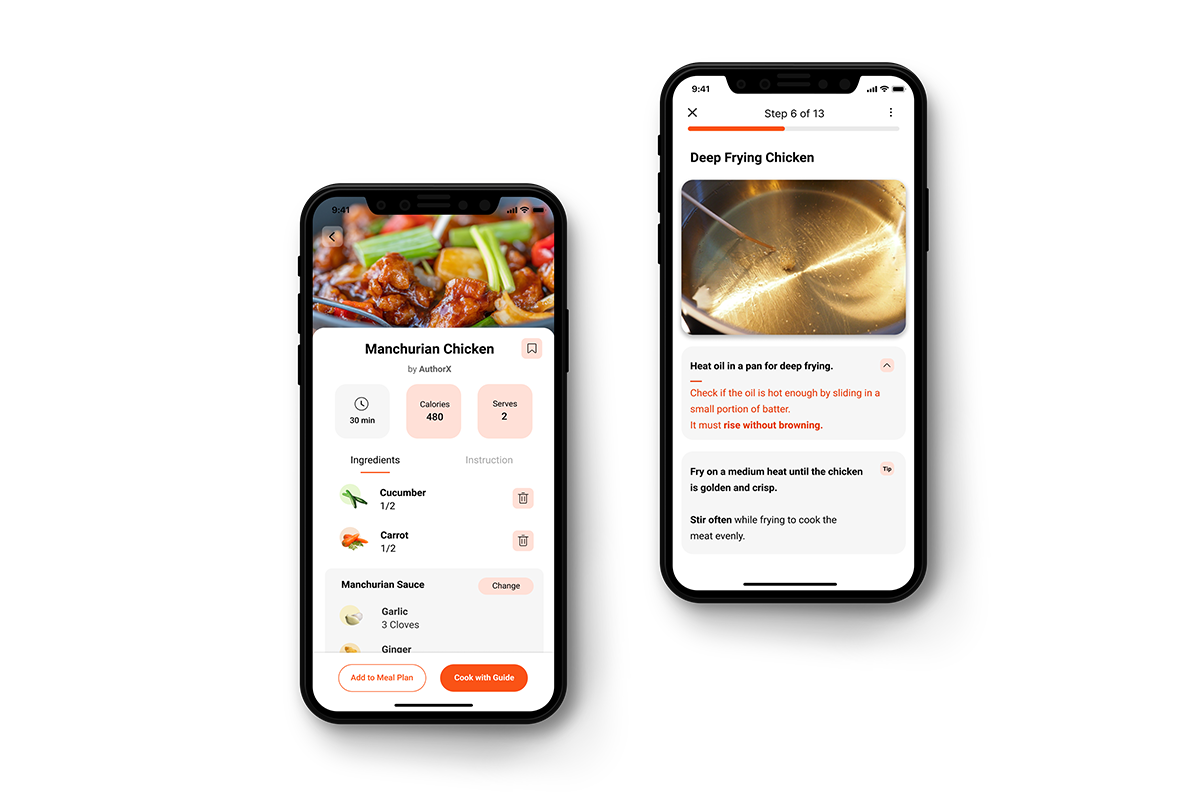 9:41
Manchurian Chicken
by AuthorX
30 min
Calories
480
Serves
2
Ingredients
Instruction
Cucumber
1/2
Carrot
1/2
Manchurian Sauce
Change
Garlic
3 Cloves
Ginger
Add to Meal Plan
Cook with Guide
9:41
Step 6 of 13
Deep Frying Chicken
Heat oil in a pan for deep frying.
Check if the oil is hot enough by sliding in a
small portion of batter.
It must rise without browning.
Fry on a medium heat until the chicken
is golden and crisp.
Tip
Stir often while frying to cook the
meat evenly.